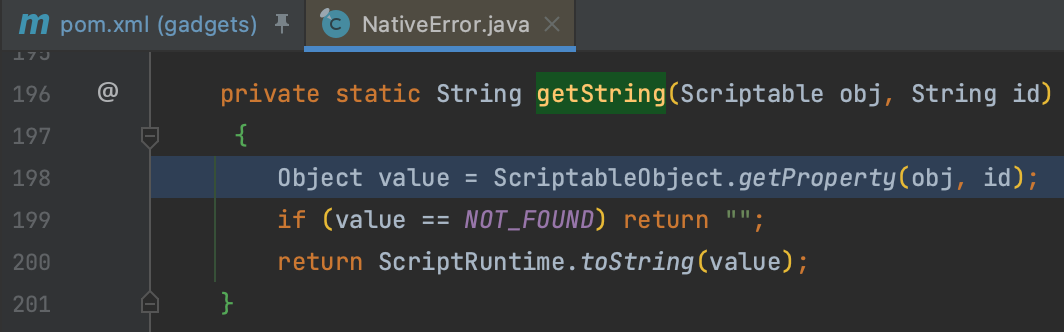 m pom.xml (gadgets) C NativeError.java
195
196 @ private static String getString(Scriptable obj, String id)
197 {
198 Object value = ScriptableObject.getProperty(obj, id);
199 if (value == NOT_FOUND) return "";
200 return ScriptRuntime.toString(value);
201 }